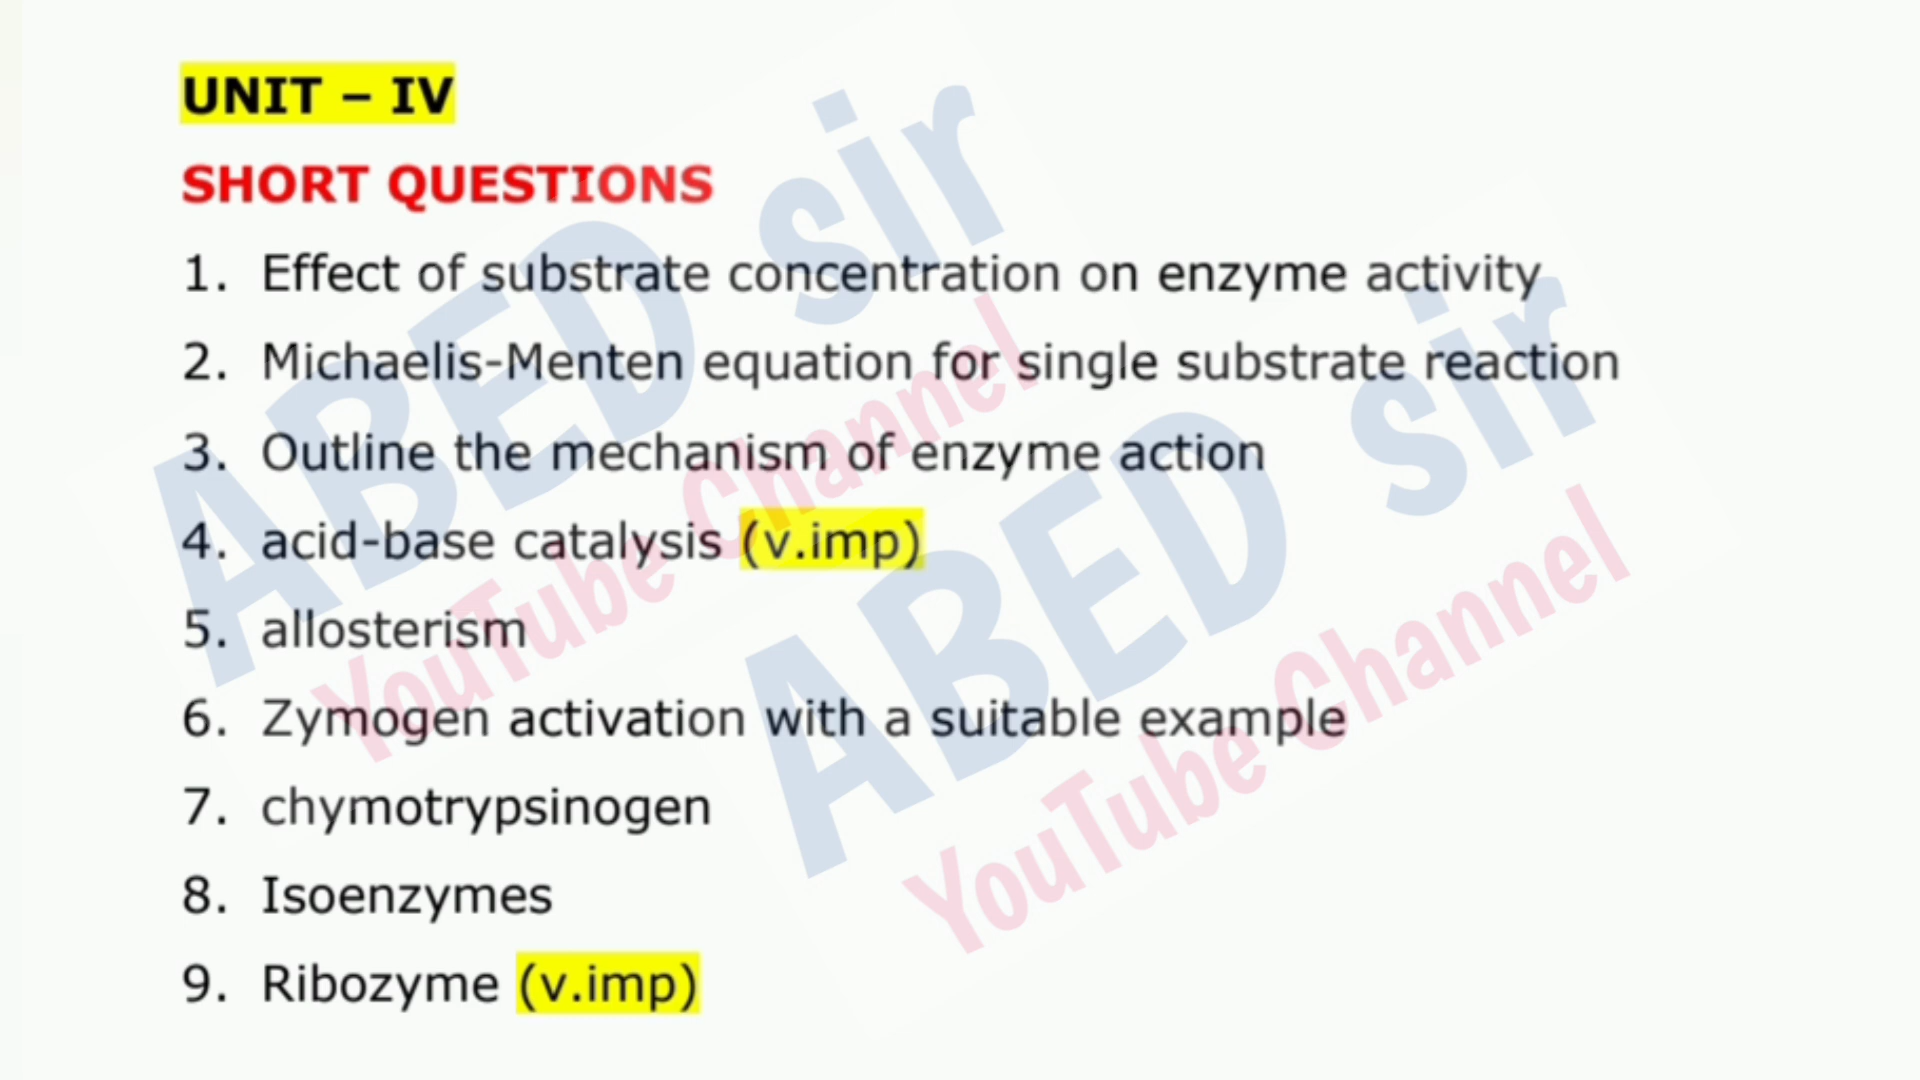 UNIT – IV
SHORT QUESTIONS
1. Effect of substrate concentration on enzyme activity
2. Michaelis-Menten equation for single substrate reaction
3. Outline the mechanism of enzyme action
4. acid-base catalysis (v.imp)
5. allosterism
6. Zymogen activation with a suitable example
7. chymotrypsinogen
8. Isoenzymes
9. Ribozyme (v.imp)
ABED sir
YouTube Channel
ABED sir
YouTube Channel